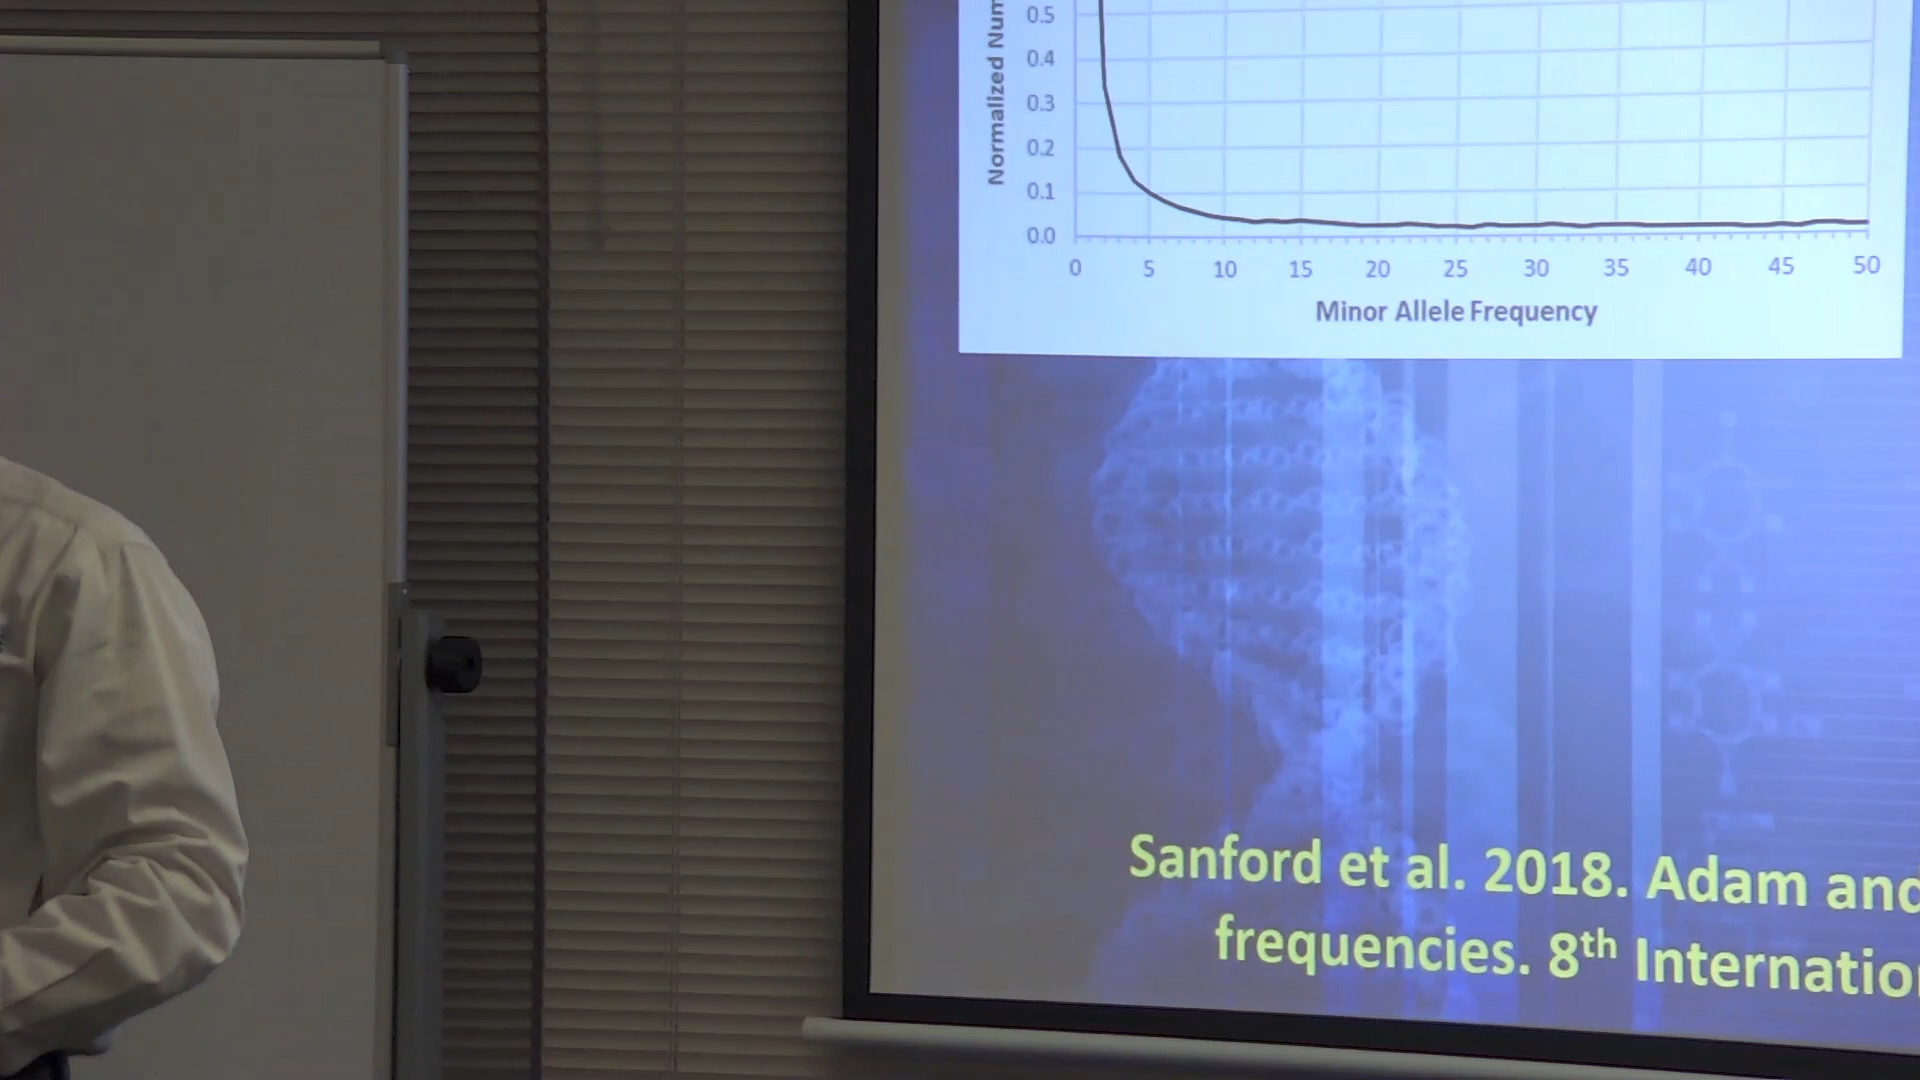 Normalized Num
0.5
0.4
0.3
0.2
0.1
0.0
0 5 10 15 20 25 30 35 40 45 50
Minor Allele Frequency
Sanford et al. 2018. Adam and
frequencies. 8th Internatio